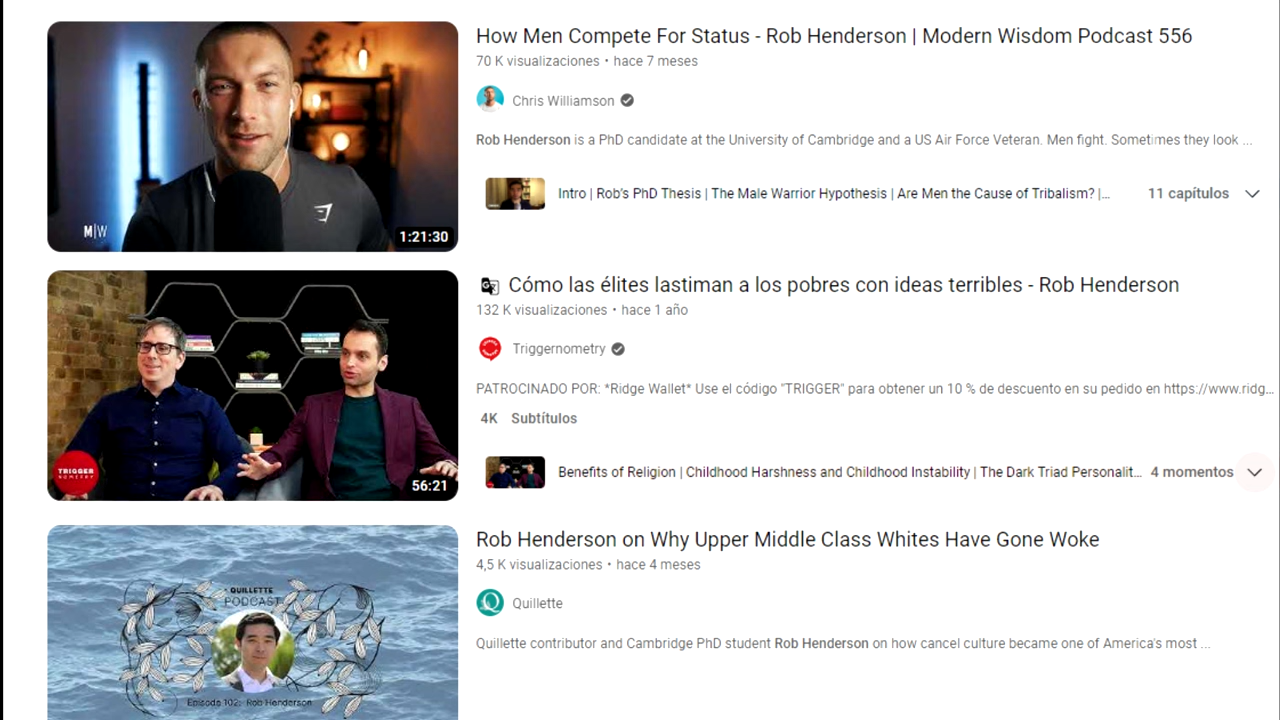 How Men Compete For Status - Rob Henderson | Modern Wisdom Podcast 556
70 K visualizaciones • hace 7 meses
Chris Williamson
Rob Henderson is a PhD candidate at the University of Cambridge and a US Air Force Veteran. Men fight. Sometimes they look ...
Intro | Rob's PhD Thesis | The Male Warrior Hypothesis | Are Men the Cause of Tribalism? |... 11 capítulos
M|W
1:21:30
Cómo las élites lastiman a los pobres con ideas terribles - Rob Henderson
132 K visualizaciones • hace 1 año
Triggernometry
PATROCINADO POR: *Ridge Wallet* Use el código "TRIGGER" para obtener un 10 % de descuento en su pedido en https://www.ridg...
4K Subtítulos
Benefits of Religion | Childhood Harshness and Childhood Instability | The Dark Triad Personalit... 4 momentos
TRIGGER
NOMETRY
56:21
Rob Henderson on Why Upper Middle Class Whites Have Gone Woke
4,5 K visualizaciones • hace 4 meses
Quillette
Quillette contributor and Cambridge PhD student Rob Henderson on how cancel culture became one of America's most ...
QUILLETTE
PODCAST
Episode 102: Rob Henderson